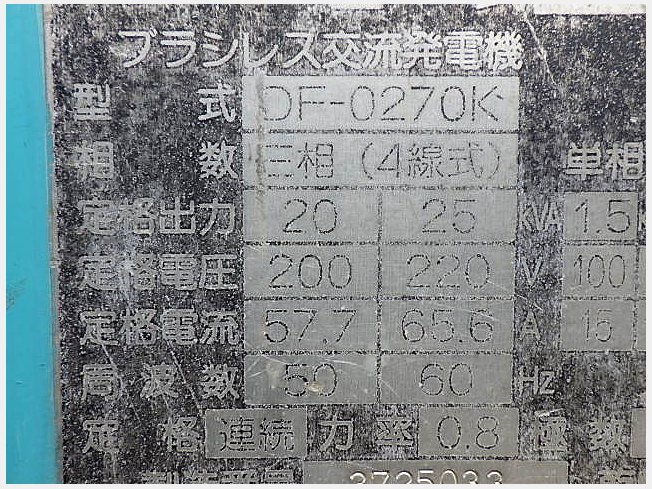 ブラシレス交流発電機
型 式 DF-0270K
相 数 三相 (4線式) 単相
定格出力 20 25 KVA 1.5
定格電圧 200 220 V 100
定格電流 57.7 65.6 A 15
周 波 数 50 60 Hz
定 格 連続 力 率 0.8 極 数
3725033